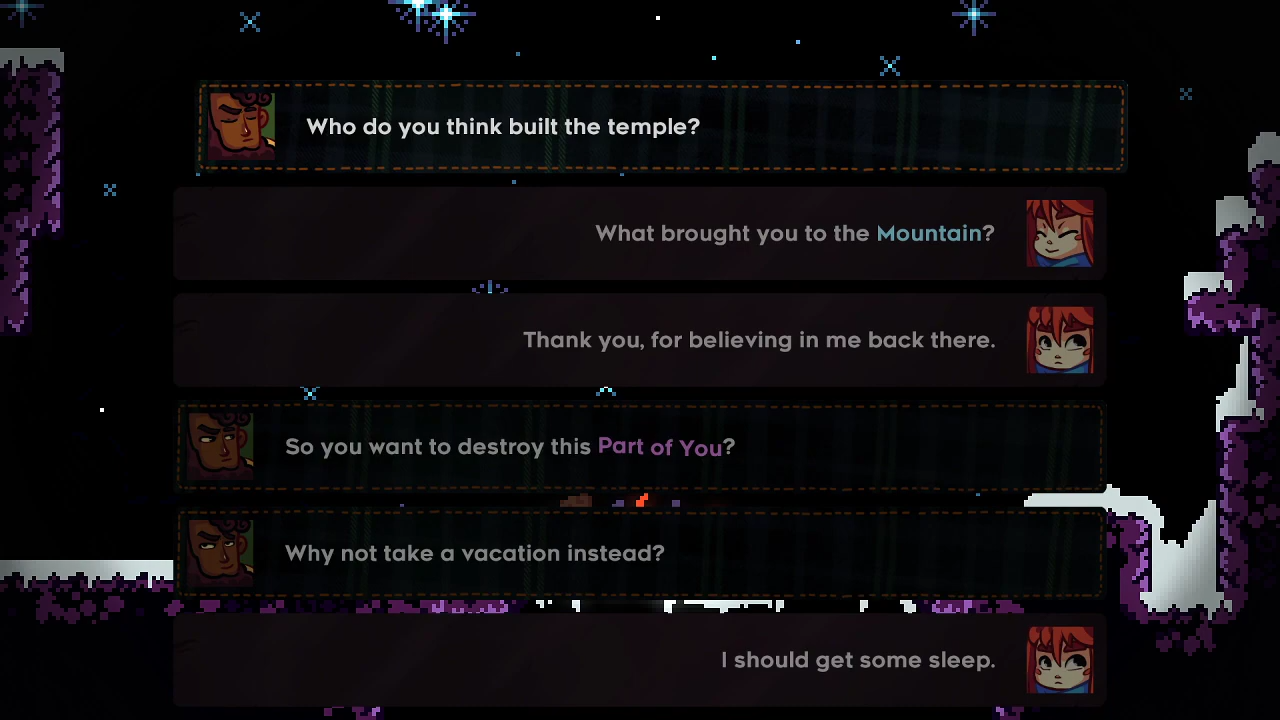 Who do you think built the temple?
What brought you to the Mountain?
Thank you, for believing in me back there.
So you want to destroy this Part of You?
Why not take a vacation instead?
I should get some sleep.